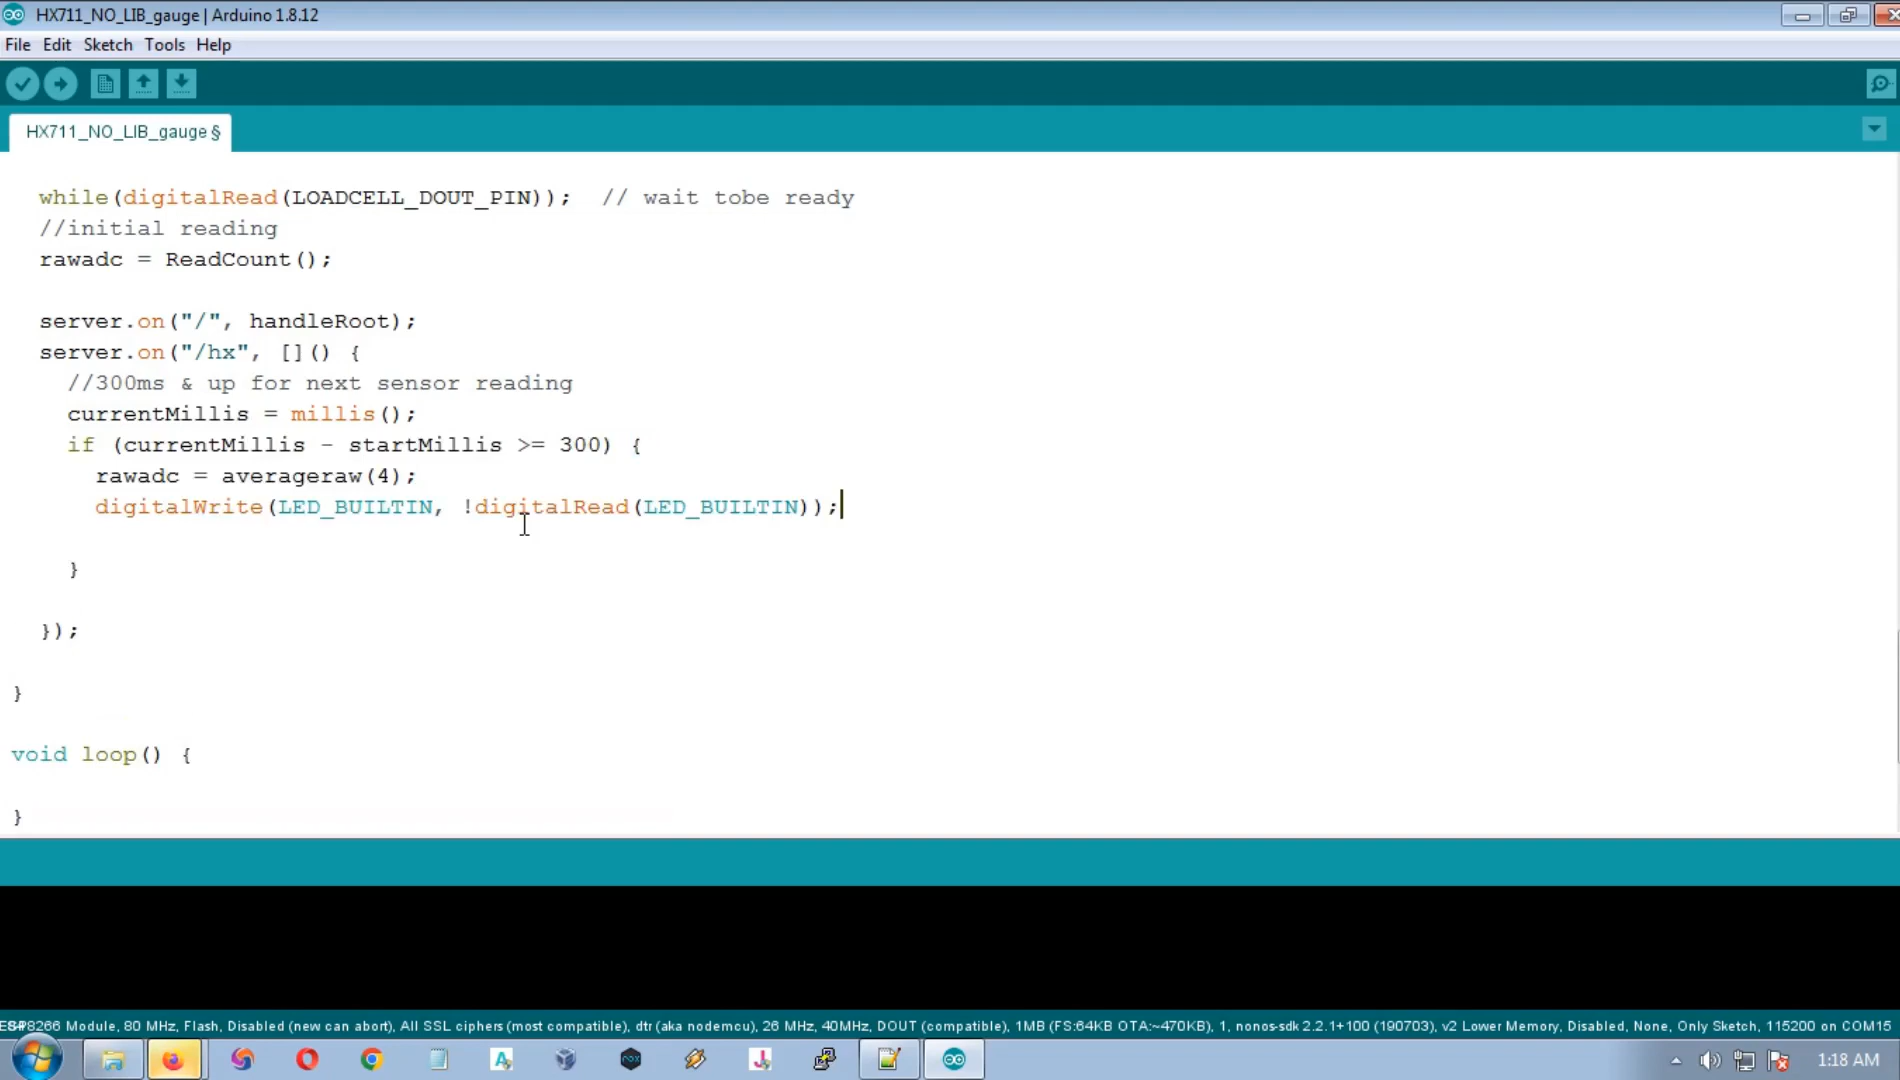 HX711_NO_LIB_gauge | Arduino 1.8.12
File Edit Sketch Tools Help
HX711_NO_LIB_gauge §
while(digitalRead(LOADCELL_DOUT_PIN)); // wait tobe ready
//initial reading
rawadc = ReadCount();
server.on("/", handleRoot);
server.on("/hx", []() {
//300ms & up for next sensor reading
currentMillis = millis();
if (currentMillis - startMillis >= 300) {
rawadc = averageraw(4);
digitalWrite(LED_BUILTIN, !digitalRead(LED_BUILTIN));
}
});
}
void loop() {
}
Module, 80 MHz, Flash, Disabled (new can abort), All SSL ciphers (most compatible), dtr (aka nodemcu), 26 MHz, 40MHz, DOUT (compatible), 1MB (FS:64KB OTA:~470KB), 1, nonos-sdk 2.2.1+100 (190703), v2 Lower Memory, Disabled, None, Only Sketch, 115200 on COM15
1:18 AM